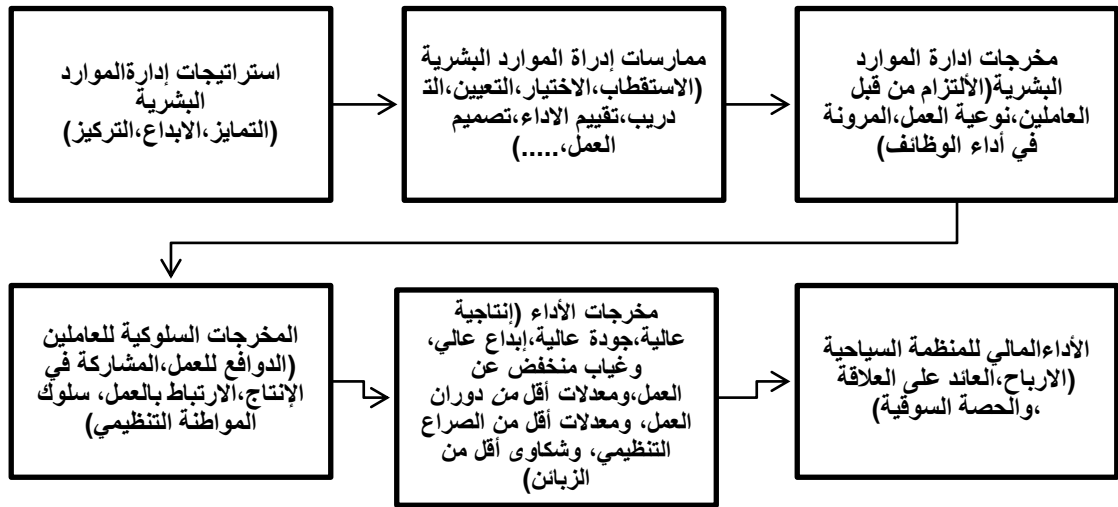 استراتيجات إدارةالموارد
البشرية
(التمايز،الابداع،التركيز)
ممارسات إدراة الموارد البشرية
(الاستقطاب،الاختيار،التعيين،التـ
دريب،تقييم الاداء،تصميم
العمل،.....)
مخرجات ادارة الموارد
البشرية(الألتزام من قبل
العاملين،نوعية العمل،المرونة
في أداء الوظائف)
المخرجات السلوكية للعاملين
(الدوافع للعمل،المشاركة في
الإنتاج،الارتباط بالعمل، سلوك
المواطنة التنظيمي)
مخرجات الأداء (إنتاجية
عالية،جودة عالية،إبداع عالي،
وغياب منخفض عن
العمل،ومعدلات أقل من دوران
العمل، ومعدلات أقل من الصراع
التنظيمي، وشكاوى أقل من
الزبائن)
الأداءالمالي للمنظمة السياحية
(الارباح،العائد على العلاقة
،والحصة السوقية)